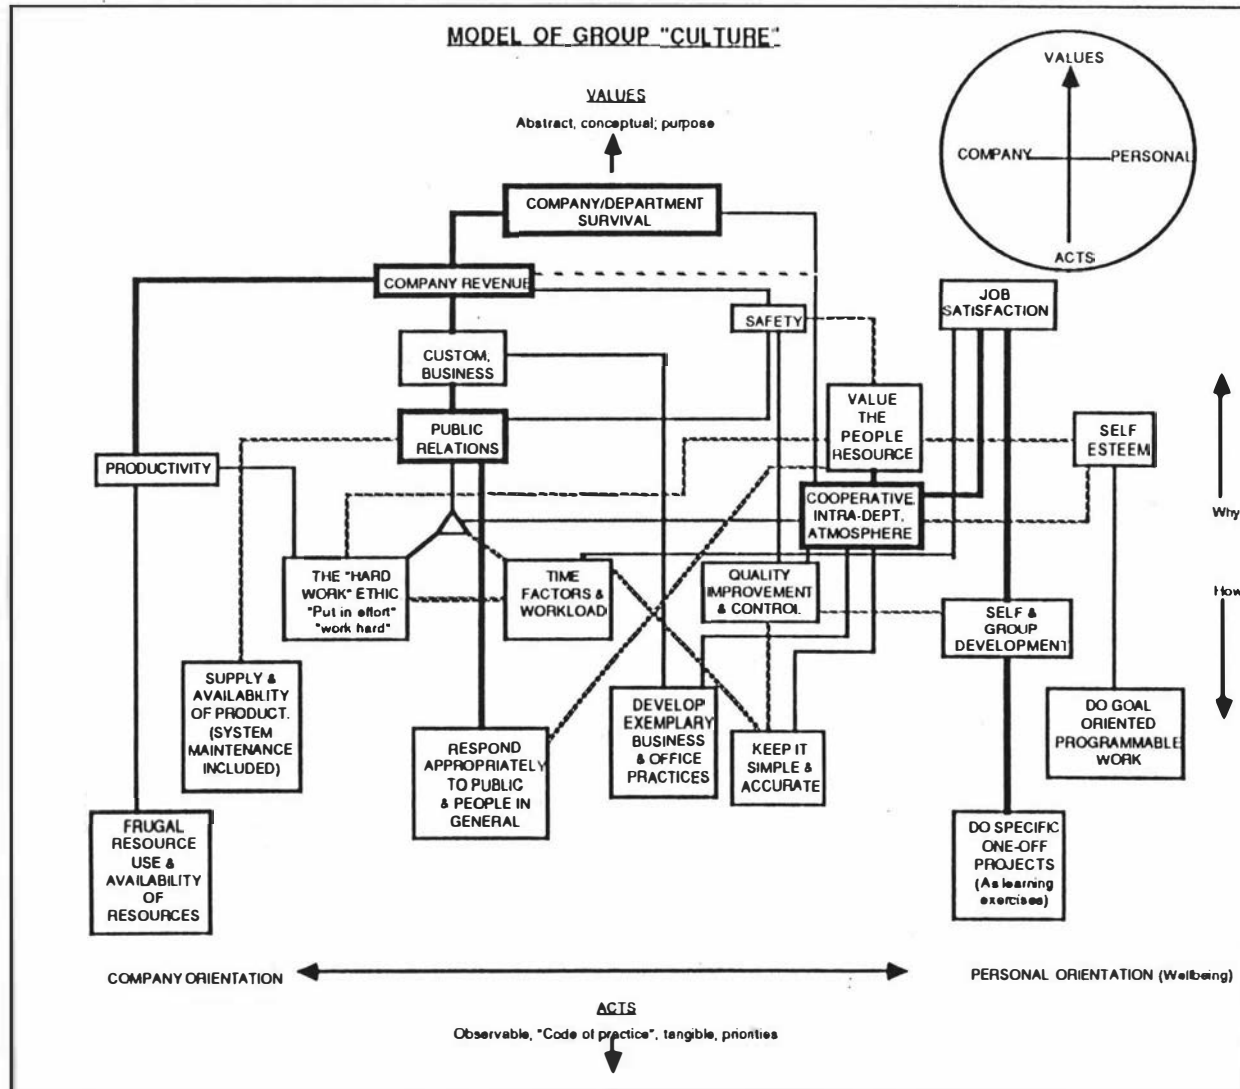 MODEL OF GROUP "CULTURE"
VALUES
Abstract, conceptual; purpose
VALUES
COMPANY
PERSONAL
ACTS
COMPANY/DEPARTMENT
SURVIVAL
COMPANY REVENUE
JOB
SATISFACTION
SAFETY
CUSTOM,
BUSINESS
VALUE
THE
PEOPLE
RESOURCE
PUBLIC
RELATIONS
SELF
ESTEEM
PRODUCTIVITY
COOPERATIVE,
INTRA-DEPT,
ATMOSPHERE
Why
THE "HARD
WORK" ETHIC
"Put in effort"
"work hard"
TIME
FACTORS &
WORKLOAD
QUALITY
IMPROVEMENT
& CONTROL
How
SELF &
GROUP
DEVELOPMENT
SUPPLY &
AVAILABILITY
OF PRODUCT.
(SYSTEM
MAINTENANCE
INCLUDED)
RESPOND
APPROPRIATELY
TO PUBLIC
& PEOPLE IN
GENERAL
DEVELOP
EXEMPLARY
BUSINESS
& OFFICE
PRACTICES
KEEP IT
SIMPLE &
ACCURATE
DO GOAL
ORIENTED
PROGRAMMABLE
WORK
FRUGAL
RESOURCE
USE &
AVAILABILITY
OF
RESOURCES
DO SPECIFIC
ONE-OFF
PROJECTS
(As learning
exercises)
COMPANY ORIENTATION
PERSONAL ORIENTATION (Wellbeing)
ACTS
Observable, "Code of practice", tangible, priorities